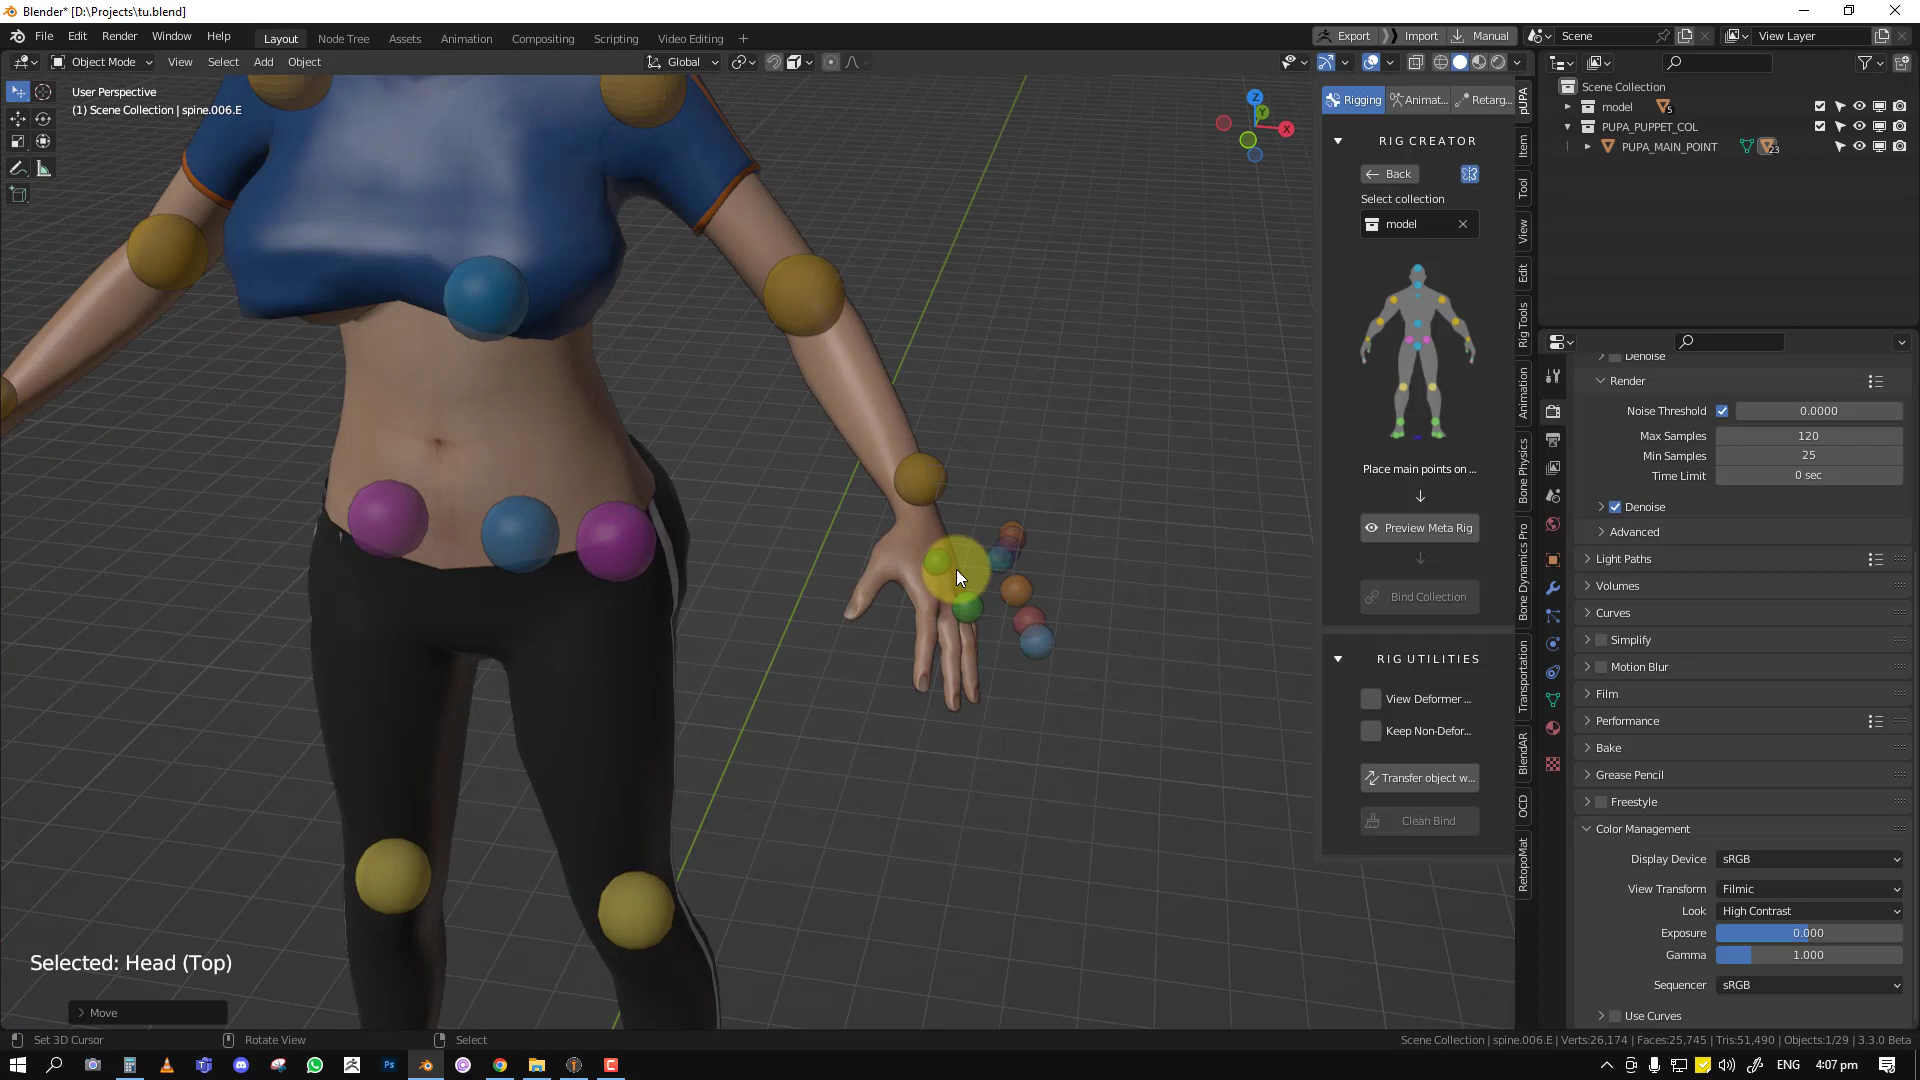 Blender* [D:\Projects\tu.blend]
File Edit Render Window Help Layout Node Tree Assets Animation Compositing Scripting Video Editing + Export Import Manual Scene View Layer
Object Mode View Select Add Object Global
User Perspective
(1) Scene Collection | spine.006.E
Z
Y
X
Rigging Animat... Retarg...
RIG CREATOR
Back
Select collection
model
Place main points on ...
Preview Meta Rig
Bind Collection
RIG UTILITIES
View Deformer ...
Keep Non-Defor...
Transfer object w...
Clean Bind
pUPA
Item
Tool
View
Edit
Rig Tools
Animation
Bone Physics
Bone Dynamics Pro
Transportation
BlendAR
OCD
RetopoMat
Scene Collection
model 5
PUPA_PUPPET_COL
PUPA_MAIN_POINT 23
Denoise
Render
Noise Threshold 0.0000
Max Samples 120
Min Samples 25
Time Limit 0 sec
Denoise
Advanced
Light Paths
Volumes
Curves
Simplify
Motion Blur
Film
Performance
Bake
Grease Pencil
Freestyle
Color Management
Display Device sRGB
View Transform Filmic
Look High Contrast
Exposure 0.000
Gamma 1.000
Sequencer sRGB
Use Curves
Selected: Head (Top)
Move
Set 3D Cursor Rotate View Select Scene Collection | spine.006.E | Verts:26,174 | Faces:25,745 | Tris:51,490 | Objects:1/29 | 3.3.0 Beta
Ps ENG 4:07 pm